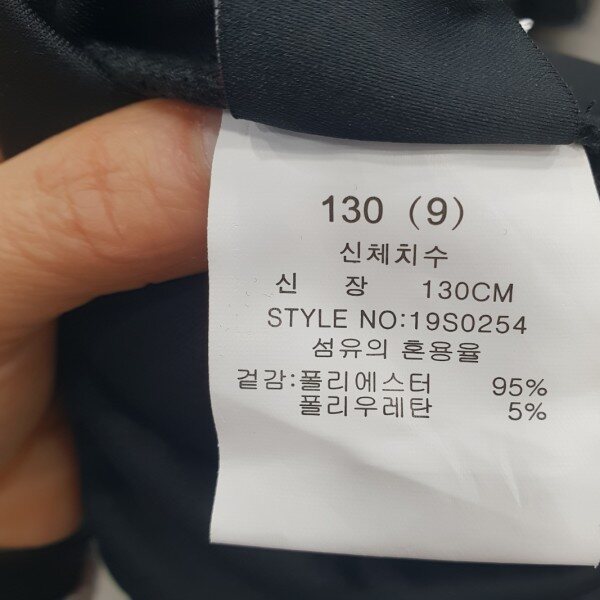 130 (9)
신체치수
신 장 130CM
STYLE NO:19S0254
섬유의 혼용율
겉감:폴리에스터 95%
폴리우레탄 5%